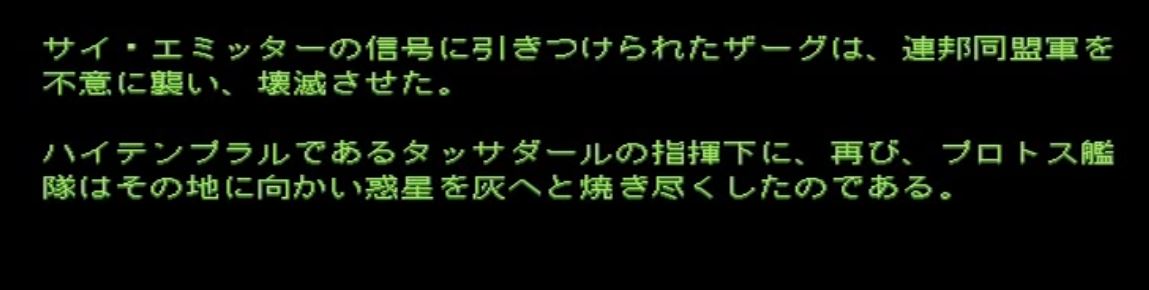 サイ・エミッターの信号に引きつけられたザーグは、連邦同盟軍を
不意に襲い、壊滅させた。
ハイテンプラルであるタッサダールの指揮下に、再び、プロトス艦
隊はその地に向かい惑星を灰へと焼き尽くしたのである。